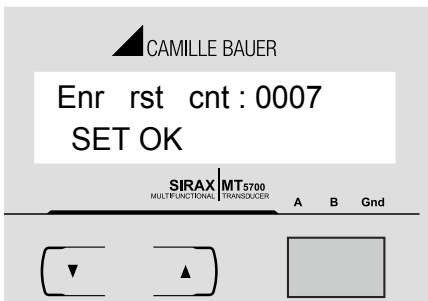 CAMILLE BAUER
Enr rst cnt : 0007
SET OK
SIRAX MT5700
MULTIFUNCTIONAL TRANSDUCER
A B Gnd